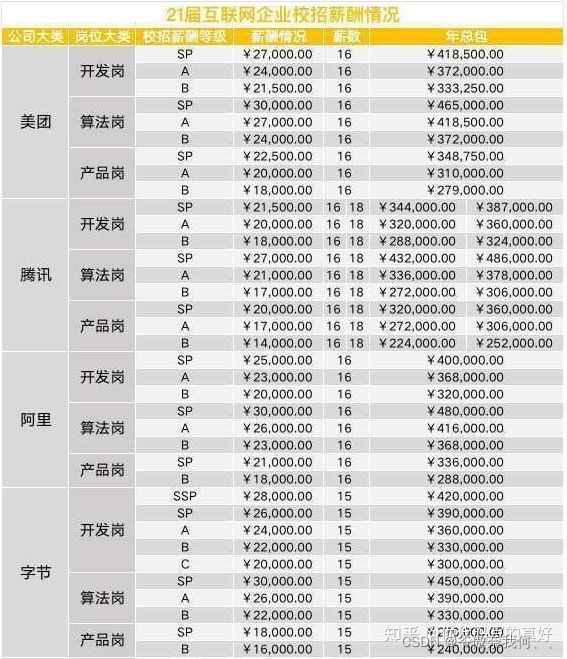 21届互联网企业校招薪酬情况
公司大类 岗位大类 校招薪酬等级 薪酬情况 薪数 年总包
美团 开发岗 SP ¥27,000.00 16 ¥418,500.00
A ¥24,000.00 16 ¥372,000.00
B ¥21,500.00 16 ¥333,250.00
算法岗 SP ¥30,000.00 16 ¥465,000.00
A ¥27,000.00 16 ¥418,500.00
B ¥24,000.00 16 ¥372,000.00
产品岗 SP ¥22,500.00 16 ¥348,750.00
A ¥20,000.00 16 ¥310,000.00
B ¥18,000.00 16 ¥279,000.00
腾讯 开发岗 SP ¥21,500.00 16 18 ¥344,000.00 ¥387,000.00
A ¥20,000.00 16 18 ¥320,000.00 ¥360,000.00
B ¥18,000.00 16 18 ¥288,000.00 ¥324,000.00
算法岗 SP ¥27,000.00 16 18 ¥432,000.00 ¥486,000.00
A ¥21,000.00 16 18 ¥336,000.00 ¥378,000.00
B ¥17,000.00 16 18 ¥272,000.00 ¥306,000.00
产品岗 SP ¥20,000.00 16 18 ¥320,000.00 ¥360,000.00
A ¥17,000.00 16 18 ¥272,000.00 ¥306,000.00
B ¥14,000.00 16 18 ¥224,000.00 ¥252,000.00
阿里 开发岗 SP ¥25,000.00 16 ¥400,000.00
A ¥23,000.00 16 ¥368,000.00
B ¥20,000.00 16 ¥320,000.00
算法岗 SP ¥30,000.00 16 ¥480,000.00
A ¥26,000.00 16 ¥416,000.00
B ¥23,000.00 16 ¥368,000.00
产品岗 SP ¥21,000.00 16 ¥336,000.00
B ¥18,000.00 16 ¥288,000.00
字节 开发岗 SSP ¥28,000.00 15 ¥420,000.00
SP ¥26,000.00 15 ¥390,000.00
A ¥24,000.00 15 ¥360,000.00
B ¥22,000.00 15 ¥330,000.00
C ¥20,000.00 15 ¥300,000.00
算法岗 SP ¥30,000.00 15 ¥450,000.00
A ¥26,000.00 15 ¥390,000.00
B ¥22,000.00 15 ¥330,000.00
产品岗 SP ¥18,000.00 15 ¥270,000.00
B ¥16,000.00 15 ¥240,000.00
知乎 的真好
CSDN